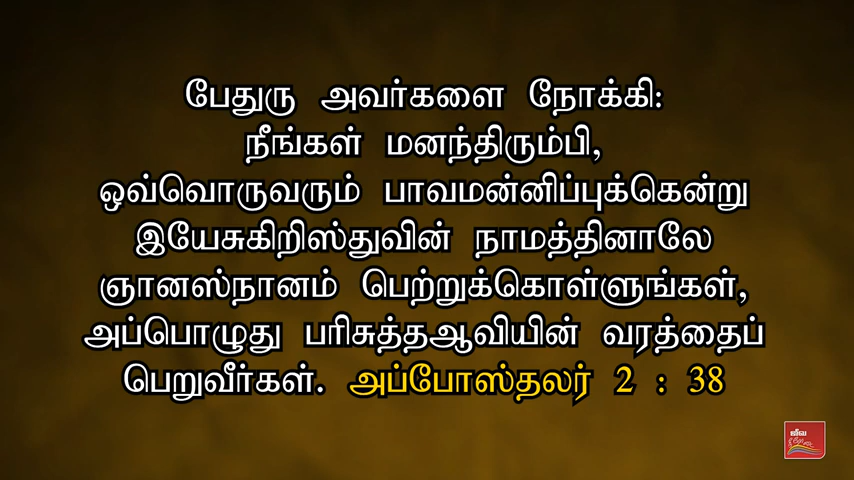 பேதுரு அவர்களை நோக்கி:
நீங்கள் மனந்திரும்பி,
ஒவ்வொருவரும் பாவமன்னிப்புக்கென்று
இயேசுகிறிஸ்துவின் நாமத்தினாலே
ஞானஸ்நானம் பெற்றுக்கொள்ளுங்கள்,
அப்பொழுது பரிசுத்தஆவியின் வரத்தைப்
பெறுவீர்கள். அப்போஸ்தலர் 2 : 38
ஜீவ